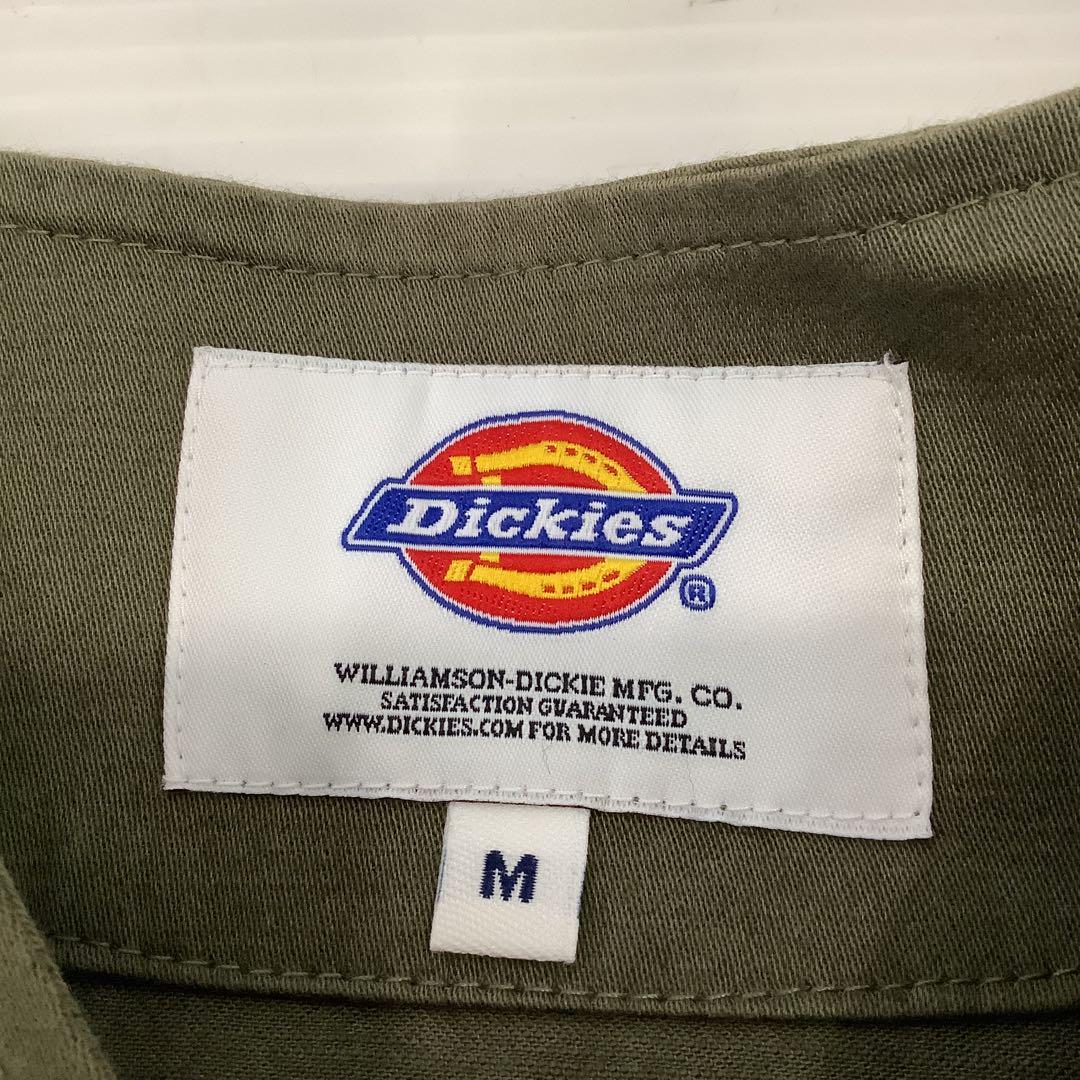 Dickies
®
WILLIAMSON-DICKIE MFG. CO.
SATISFACTION GUARANTEED
WWW.DICKIES.COM FOR MORE DETAILS
M